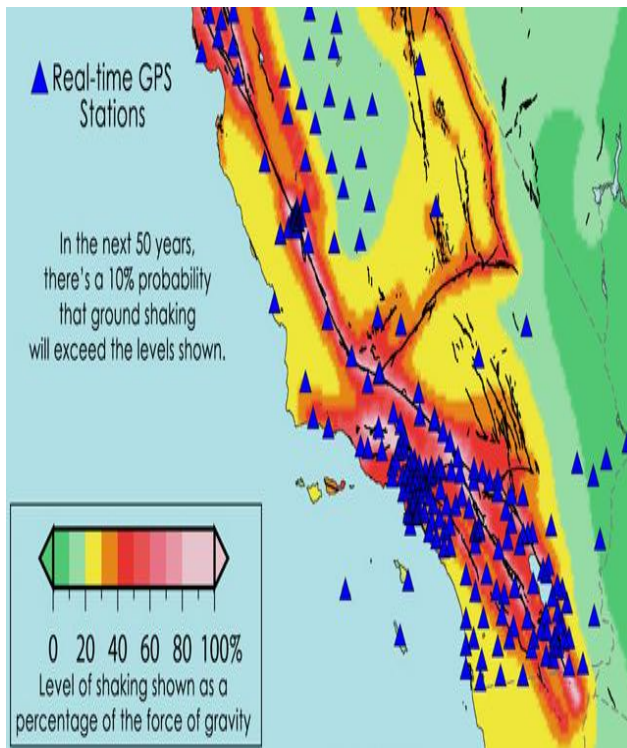 Real-time GPS
Stations
In the next 50 years,
there's a 10% probability
that ground shaking
will exceed the levels shown.
0 20 40 60 80 100%
Level of shaking shown as a
percentage of the force of gravity